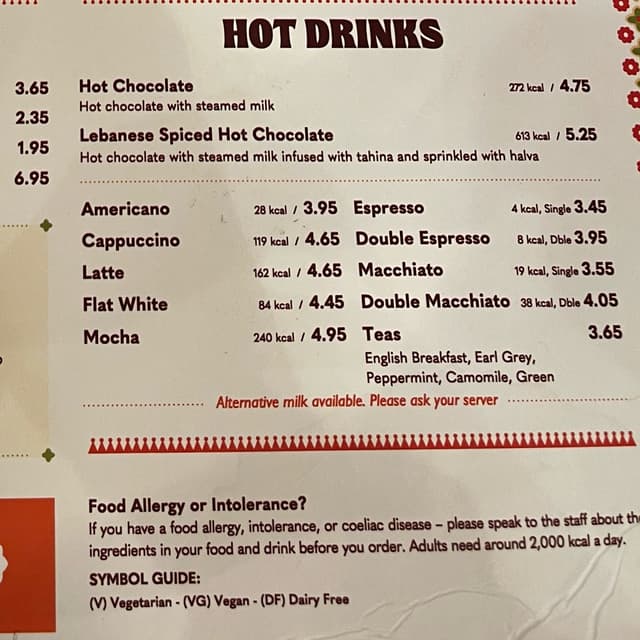 HOT DRINKS
3.65
2.35
1.95
6.95
Hot Chocolate 272 kcal / 4.75
Hot chocolate with steamed milk
Lebanese Spiced Hot Chocolate 613 kcal / 5.25
Hot chocolate with steamed milk infused with tahina and sprinkled with halva
Americano 28 kcal / 3.95
Cappuccino 119 kcal / 4.65
Latte 162 kcal / 4.65
Flat White 84 kcal / 4.45
Mocha 240 kcal / 4.95
Espresso 4 kcal, Single 3.45
Double Espresso 8 kcal, Dble 3.95
Macchiato 19 kcal, Single 3.55
Double Macchiato 38 kcal, Dble 4.05
Teas 3.65
English Breakfast, Earl Grey,
Peppermint, Camomile, Green
Alternative milk available. Please ask your server
Food Allergy or Intolerance?
If you have a food allergy, intolerance, or coeliac disease – please speak to the staff about
ingredients in your food and drink before you order. Adults need around 2,000 kcal a day.
SYMBOL GUIDE:
(V) Vegetarian - (VG) Vegan - (DF) Dairy Free